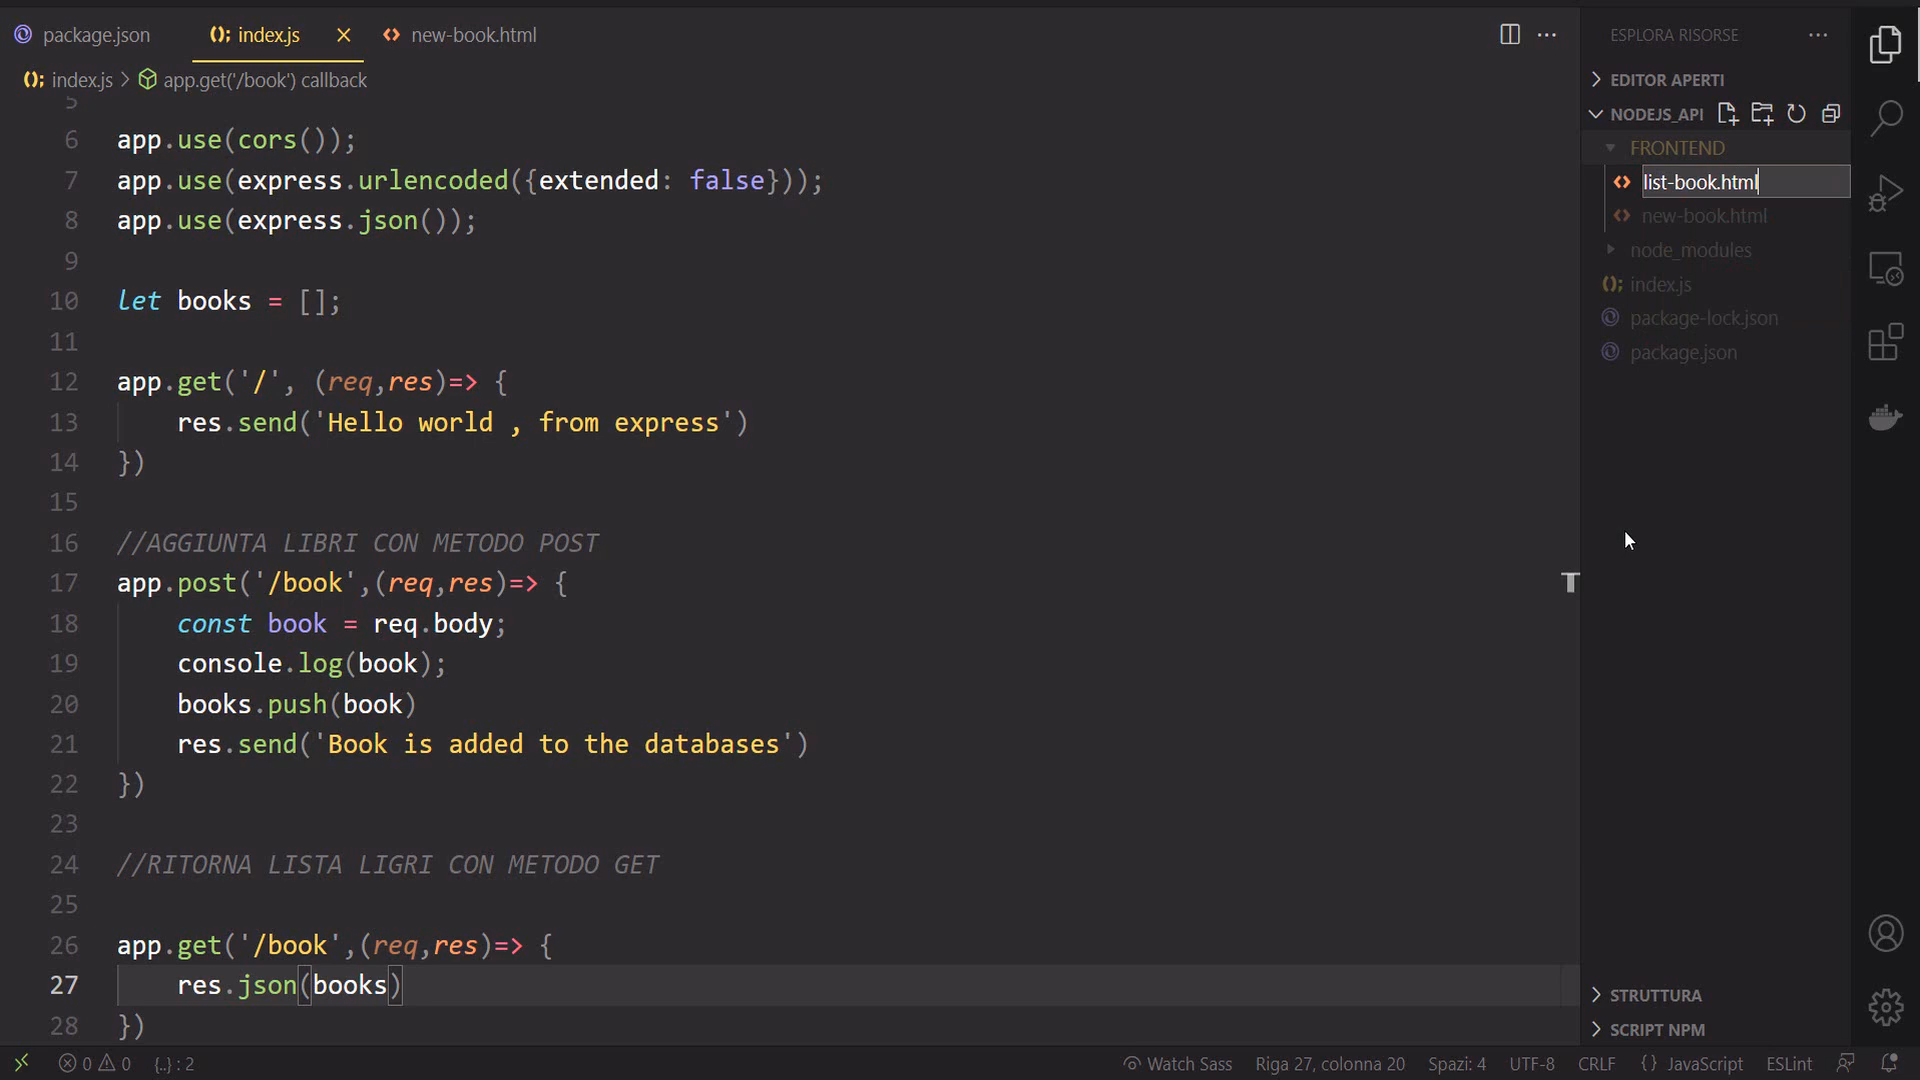 package.json
index.js
new-book.html
index.js > app.get('/book') callback
5
6 app.use(cors());
7 app.use(express.urlencoded({extended: false}));
8 app.use(express.json());
9
10 let books = [];
11
12 app.get('/', (req,res)=> {
13 res.send('Hello world , from express')
14 })
15
16 //AGGIUNTA LIBRI CON METODO POST
17 app.post('/book',(req,res)=> {
18 const book = req.body;
19 console.log(book);
20 books.push(book)
21 res.send('Book is added to the databases')
22 })
23
24 //RITORNA LISTA LIGRI CON METODO GET
25
26 app.get('/book',(req,res)=> {
27 res.json(books)
28 })
ESPLORA RISORSE
EDITOR APERTI
NODEJS_API
FRONTEND
list-book.html
new-book.html
node_modules
index.js
package-lock.json
package.json
STRUTTURA
SCRIPT NPM
0 0 {..} : 2
Watch Sass
Riga 27, colonna 20
Spazi: 4
UTF-8
CRLF
{} JavaScript
ESLint